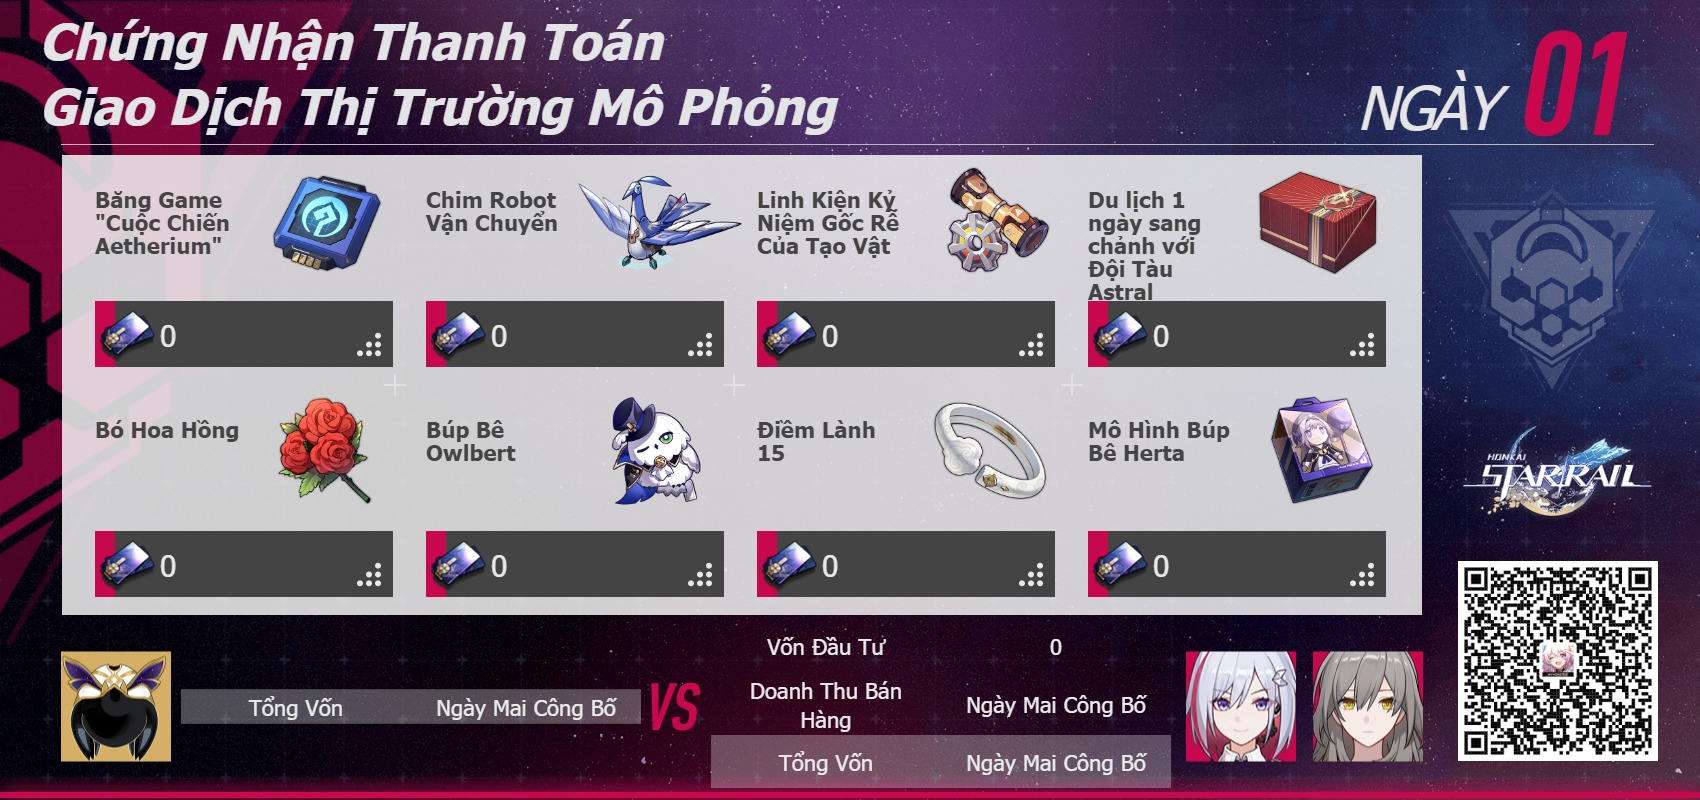 Chứng Nhận Thanh Toán
Giao Dịch Thị Trường Mô Phỏng
NGÀY 01
Băng Game
"Cuộc Chiến
Aetherium"
0
Chim Robot
Vận Chuyển
0
Linh Kiện Kỷ
Niệm Gốc Rễ
Của Tạo Vật
0
Du lịch 1
ngày sang
chảnh với
Đội Tàu
Astral
0
Bó Hoa Hồng
0
Búp Bê
Owlbert
0
Điềm Lành
15
0
Mô Hình Búp
Bê Herta
0
HONKAI
STAR RAIL
Tổng Vốn
Ngày Mai Công Bố
VS
Vốn Đầu Tư
0
Doanh Thu Bán
Hàng
Ngày Mai Công Bố
Tổng Vốn
Ngày Mai Công Bố